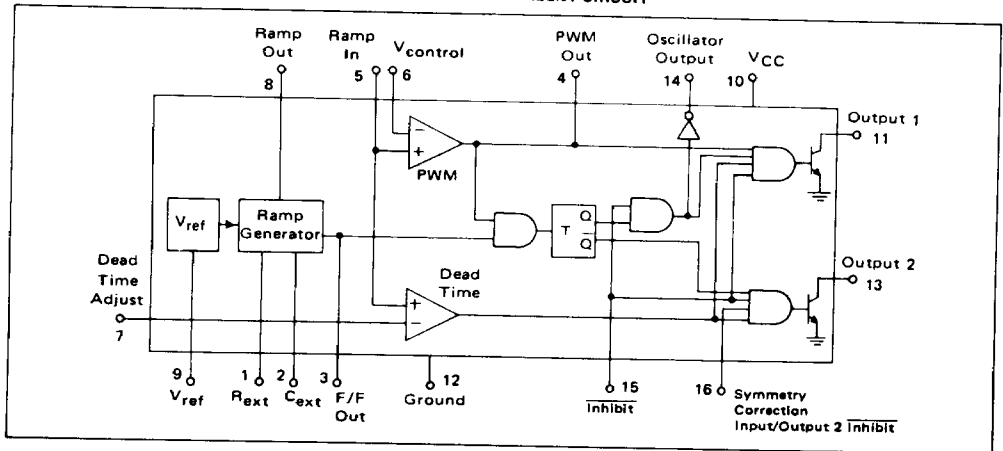 Ramp
Out
8
Ramp
In
5
Vcontrol
6
PWM
Out
4
Oscillator
Output
14
VCC
10
Output 1
11
−
+
PWM
Vref
Ramp
Generator
T
Q
Q̅
Dead
Time
Adjust
7
+
−
Dead
Time
Output 2
13
9
Vref
1
Rext
2
Cext
3
F/F
Out
12
Ground
15
I̅n̅h̅i̅b̅i̅t̅
16
Symmetry
Correction
Input/Output 2 I̅n̅h̅i̅b̅i̅t̅